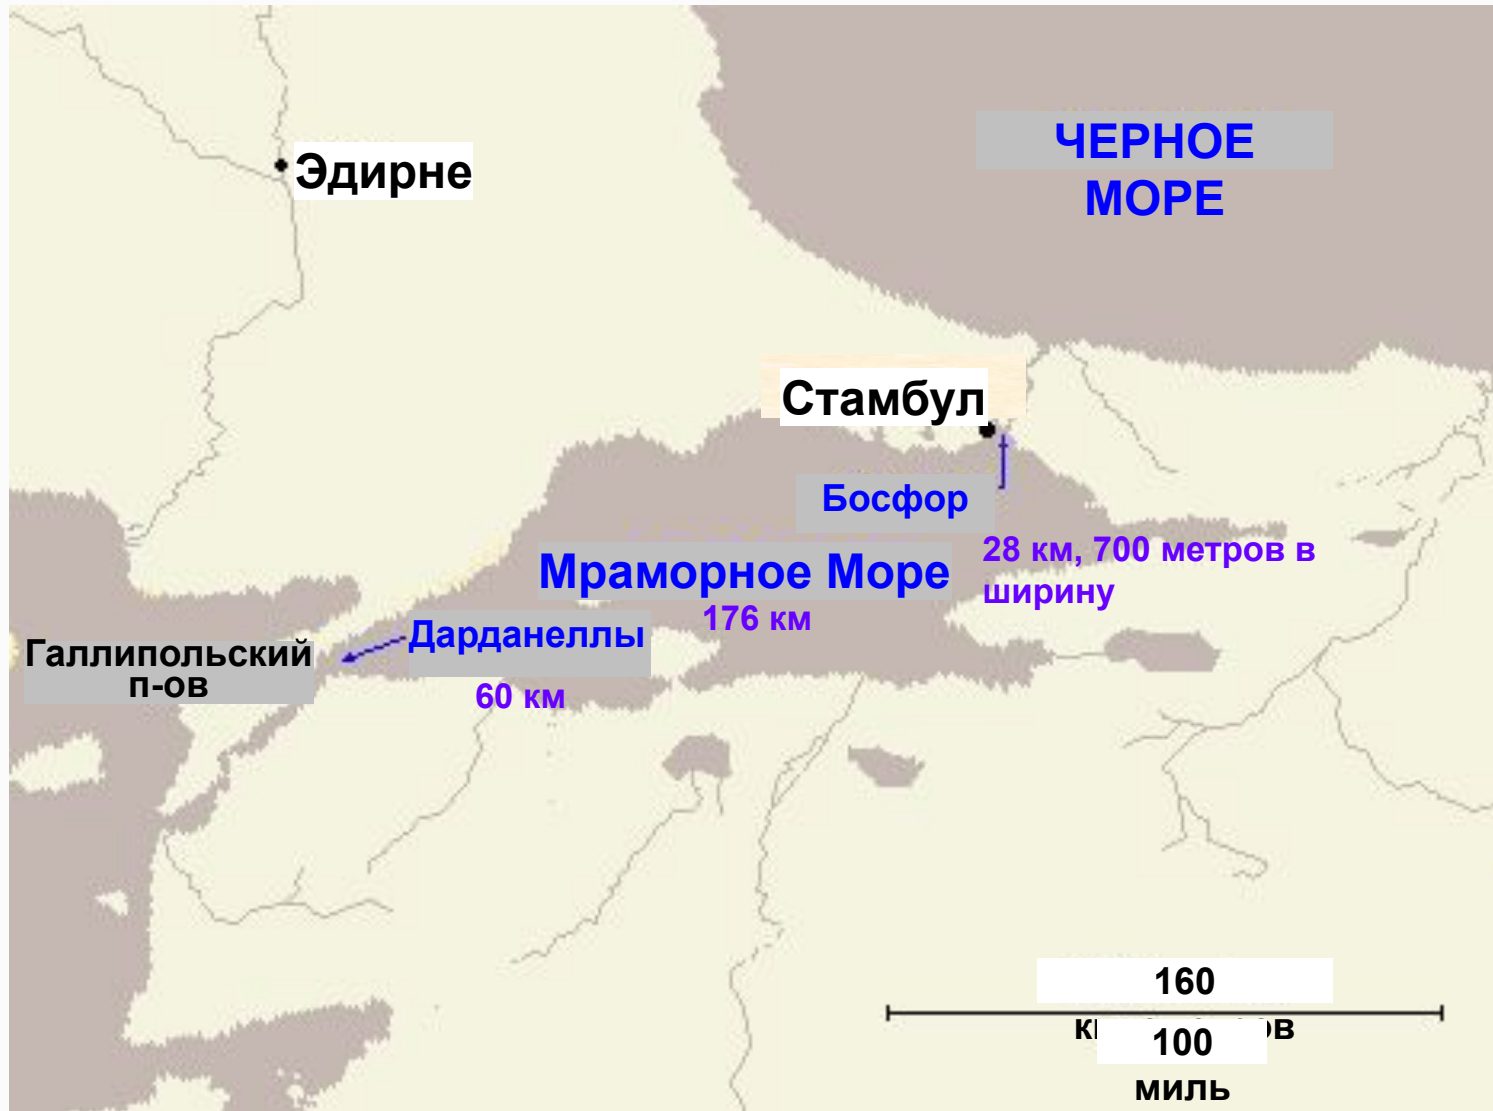 ЧЕРНОЕ
МОРЕ
Эдирне
Стамбул
Босфор
28 км, 700 метров в
ширину
Мраморное Море
176 км
Дарданеллы
60 км
Галлипольский
п-ов
160
100
миль